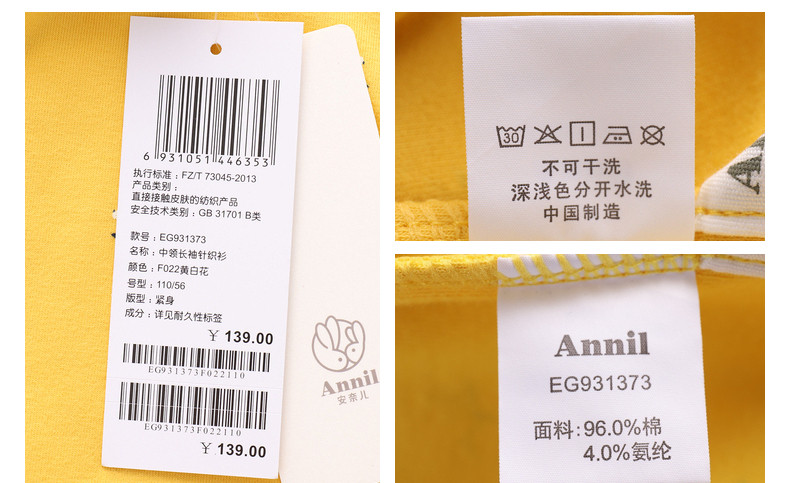 6 931051 446353
执行标准：FZ/T 73045-2013
产品类别：
直接接触皮肤的纺织产品
安全技术类别：GB 31701 B类
款号：EG931373
名称：中领长袖针织衫
颜色：F022黄白花
号型：110/56
版型：紧身
成分：详见耐久性标签
￥ 139.00
EG931373F022110
EG931373F022110
￥ 139.00
Annil
安奈儿
30
不可干洗
深浅色分开水洗
中国制造
Annil
EG931373
面料：96.0%棉
4.0%氨纶